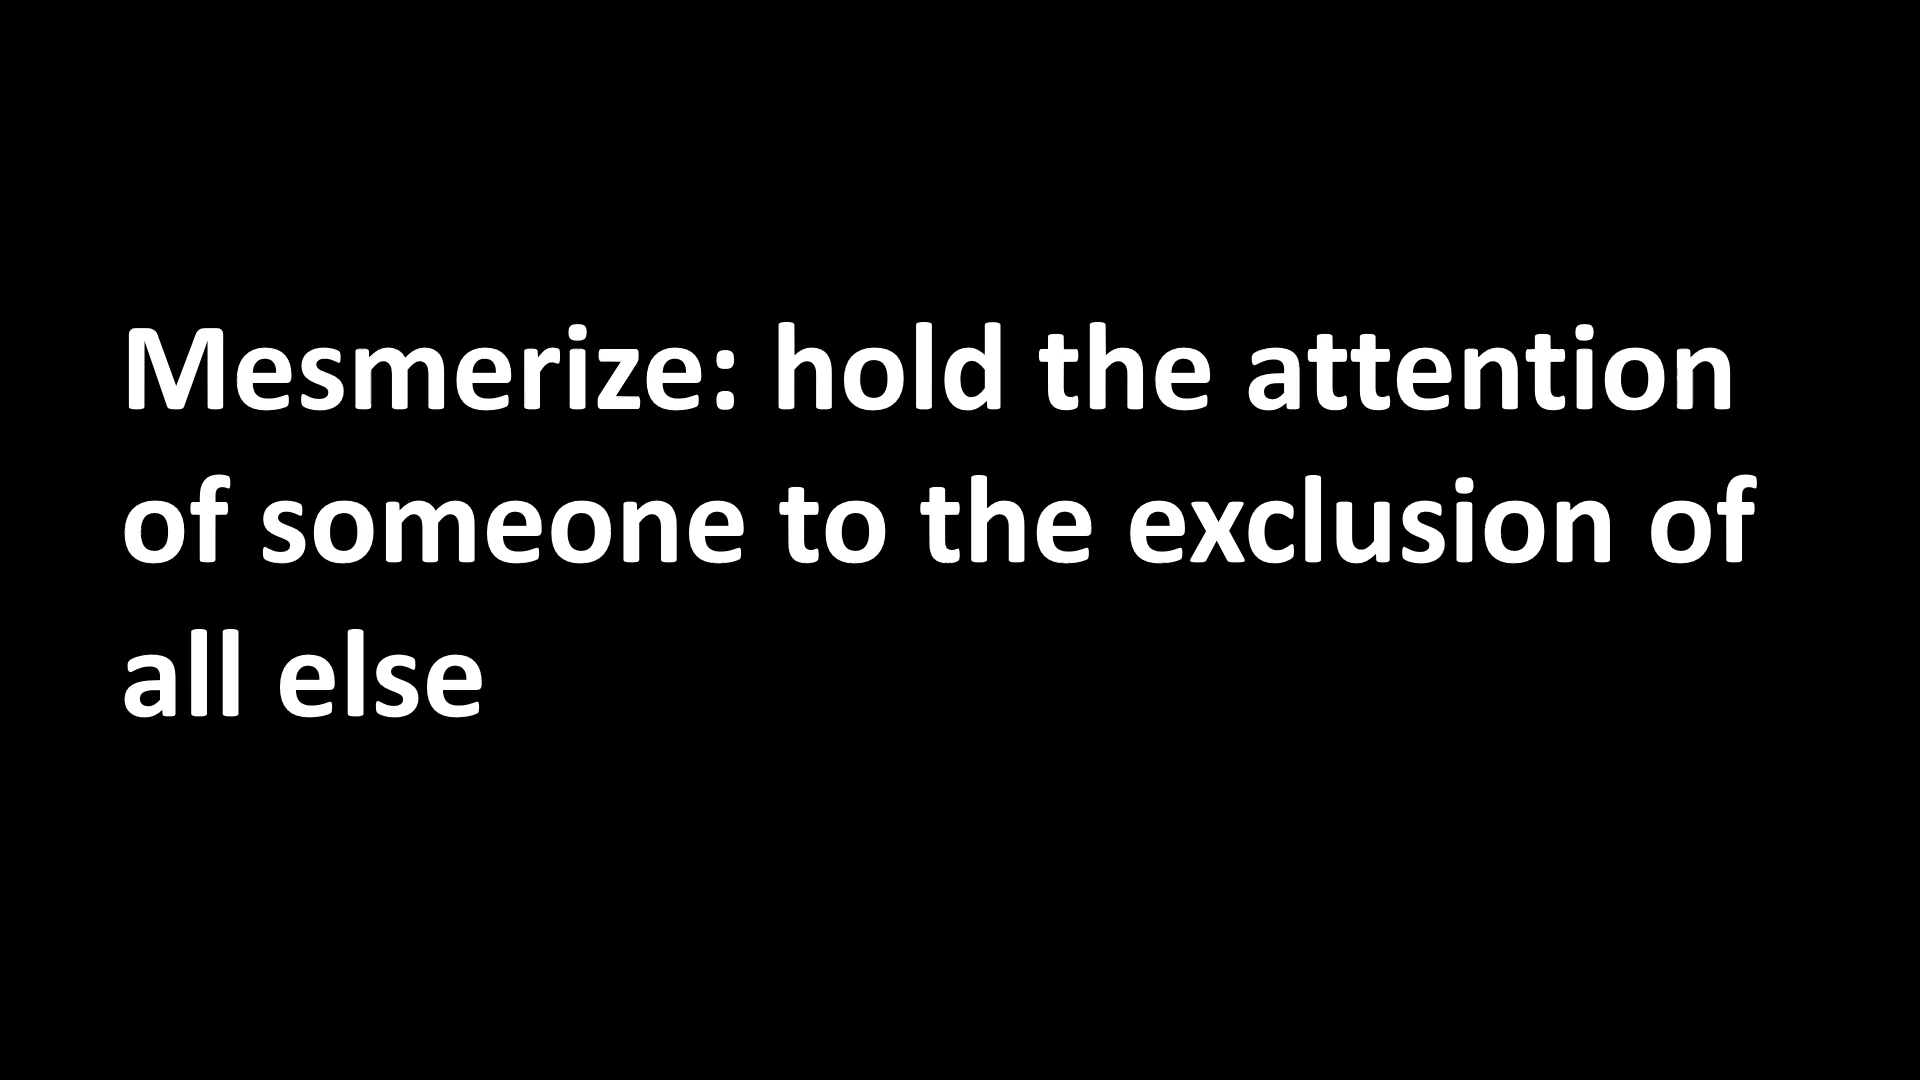 Mesmerize: hold the attention
of someone to the exclusion of
all else